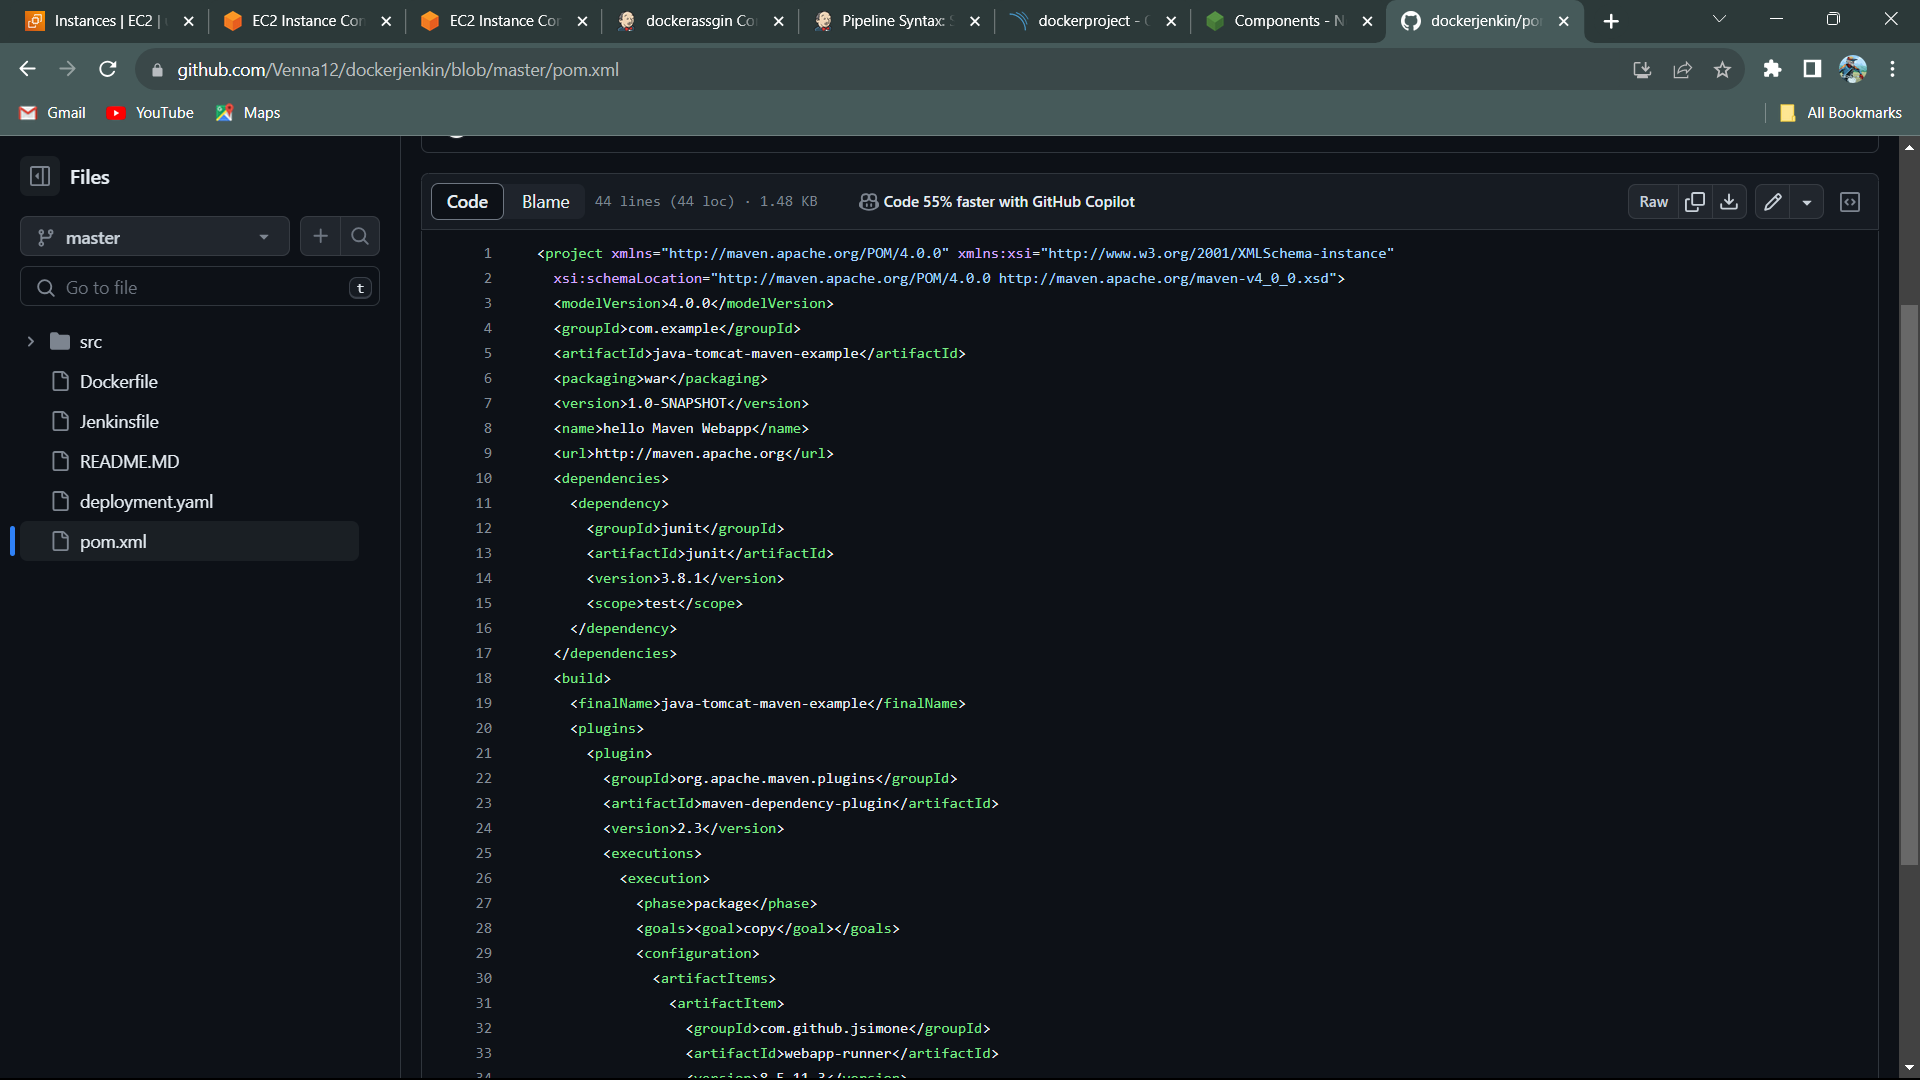 Instances | EC2 |
EC2 Instance Con
EC2 Instance Con
dockerassgin Co
Pipeline Syntax: S
dockerproject -
Components - N
dockerjenkin/po
github.com/Venna12/dockerjenkin/blob/master/pom.xml
Gmail
YouTube
Maps
All Bookmarks
Files
master
Go to file
t
src
Dockerfile
Jenkinsfile
README.MD
deployment.yaml
pom.xml
Code
Blame
44 lines (44 loc) · 1.48 KB
Code 55% faster with GitHub Copilot
Raw
1 <project xmlns="http://maven.apache.org/POM/4.0.0" xmlns:xsi="http://www.w3.org/2001/XMLSchema-instance"
2 xsi:schemaLocation="http://maven.apache.org/POM/4.0.0 http://maven.apache.org/maven-v4_0_0.xsd">
3 <modelVersion>4.0.0</modelVersion>
4 <groupId>com.example</groupId>
5 <artifactId>java-tomcat-maven-example</artifactId>
6 <packaging>war</packaging>
7 <version>1.0-SNAPSHOT</version>
8 <name>hello Maven Webapp</name>
9 <url>http://maven.apache.org</url>
10 <dependencies>
11 <dependency>
12 <groupId>junit</groupId>
13 <artifactId>junit</artifactId>
14 <version>3.8.1</version>
15 <scope>test</scope>
16 </dependency>
17 </dependencies>
18 <build>
19 <finalName>java-tomcat-maven-example</finalName>
20 <plugins>
21 <plugin>
22 <groupId>org.apache.maven.plugins</groupId>
23 <artifactId>maven-dependency-plugin</artifactId>
24 <version>2.3</version>
25 <executions>
26 <execution>
27 <phase>package</phase>
28 <goals><goal>copy</goal></goals>
29 <configuration>
30 <artifactItems>
31 <artifactItem>
32 <groupId>com.github.jsimone</groupId>
33 <artifactId>webapp-runner</artifactId>
34 <version>8.5.11.3</version>